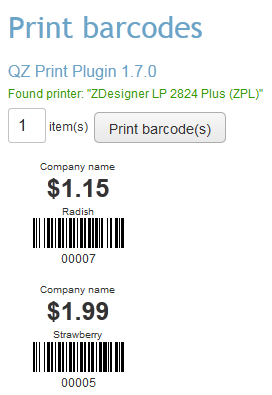 Print barcodes
QZ Print Plugin 1.7.0
Found printer: "ZDesigner LP 2824 Plus (ZPL)"
1 item(s) Print barcode(s)
Company name
$1.15
Radish
00007
Company name
$1.99
Strawberry
00005